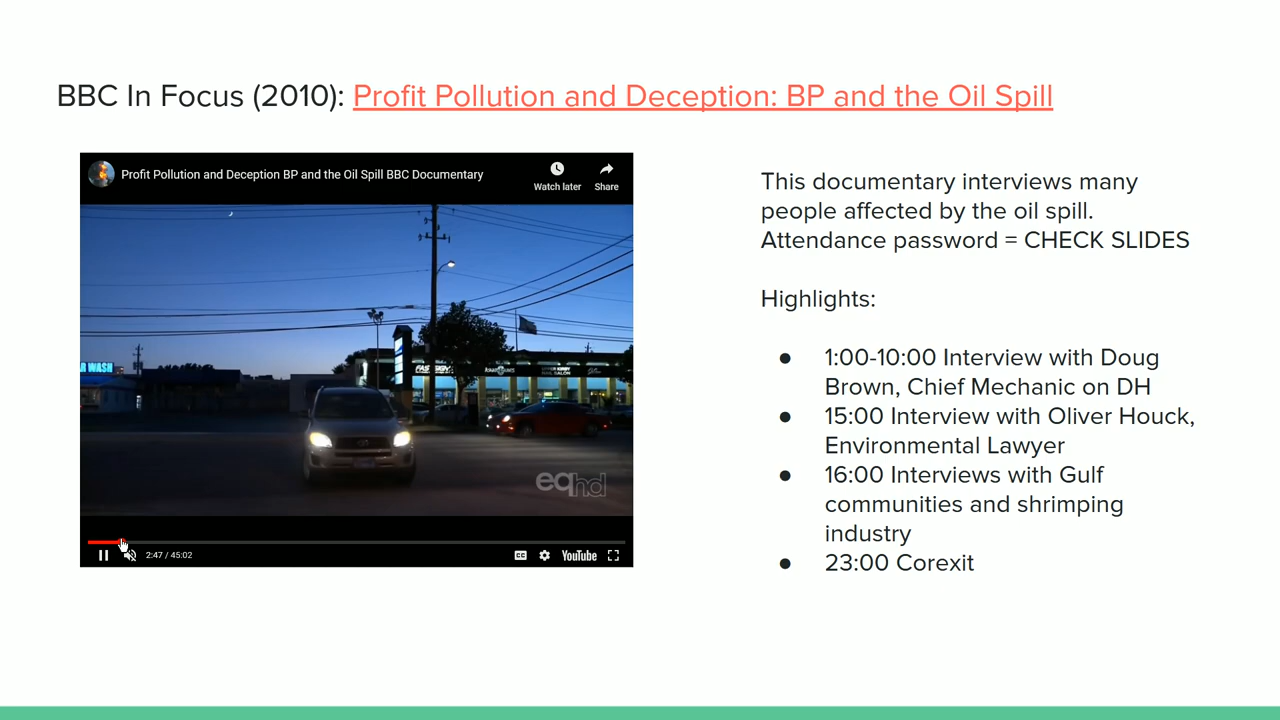 BBC In Focus (2010): Profit Pollution and Deception: BP and the Oil Spill
Profit Pollution and Deception BP and the Oil Spill BBC Documentary
Watch later
Share
WASH
eqhd
2:47 / 45:02
CC
YouTube
This documentary interviews many
people affected by the oil spill.
Attendance password = CHECK SLIDES
Highlights:
● 1:00-10:00 Interview with Doug
Brown, Chief Mechanic on DH
● 15:00 Interview with Oliver Houck,
Environmental Lawyer
● 16:00 Interviews with Gulf
communities and shrimping
industry
● 23:00 Corexit